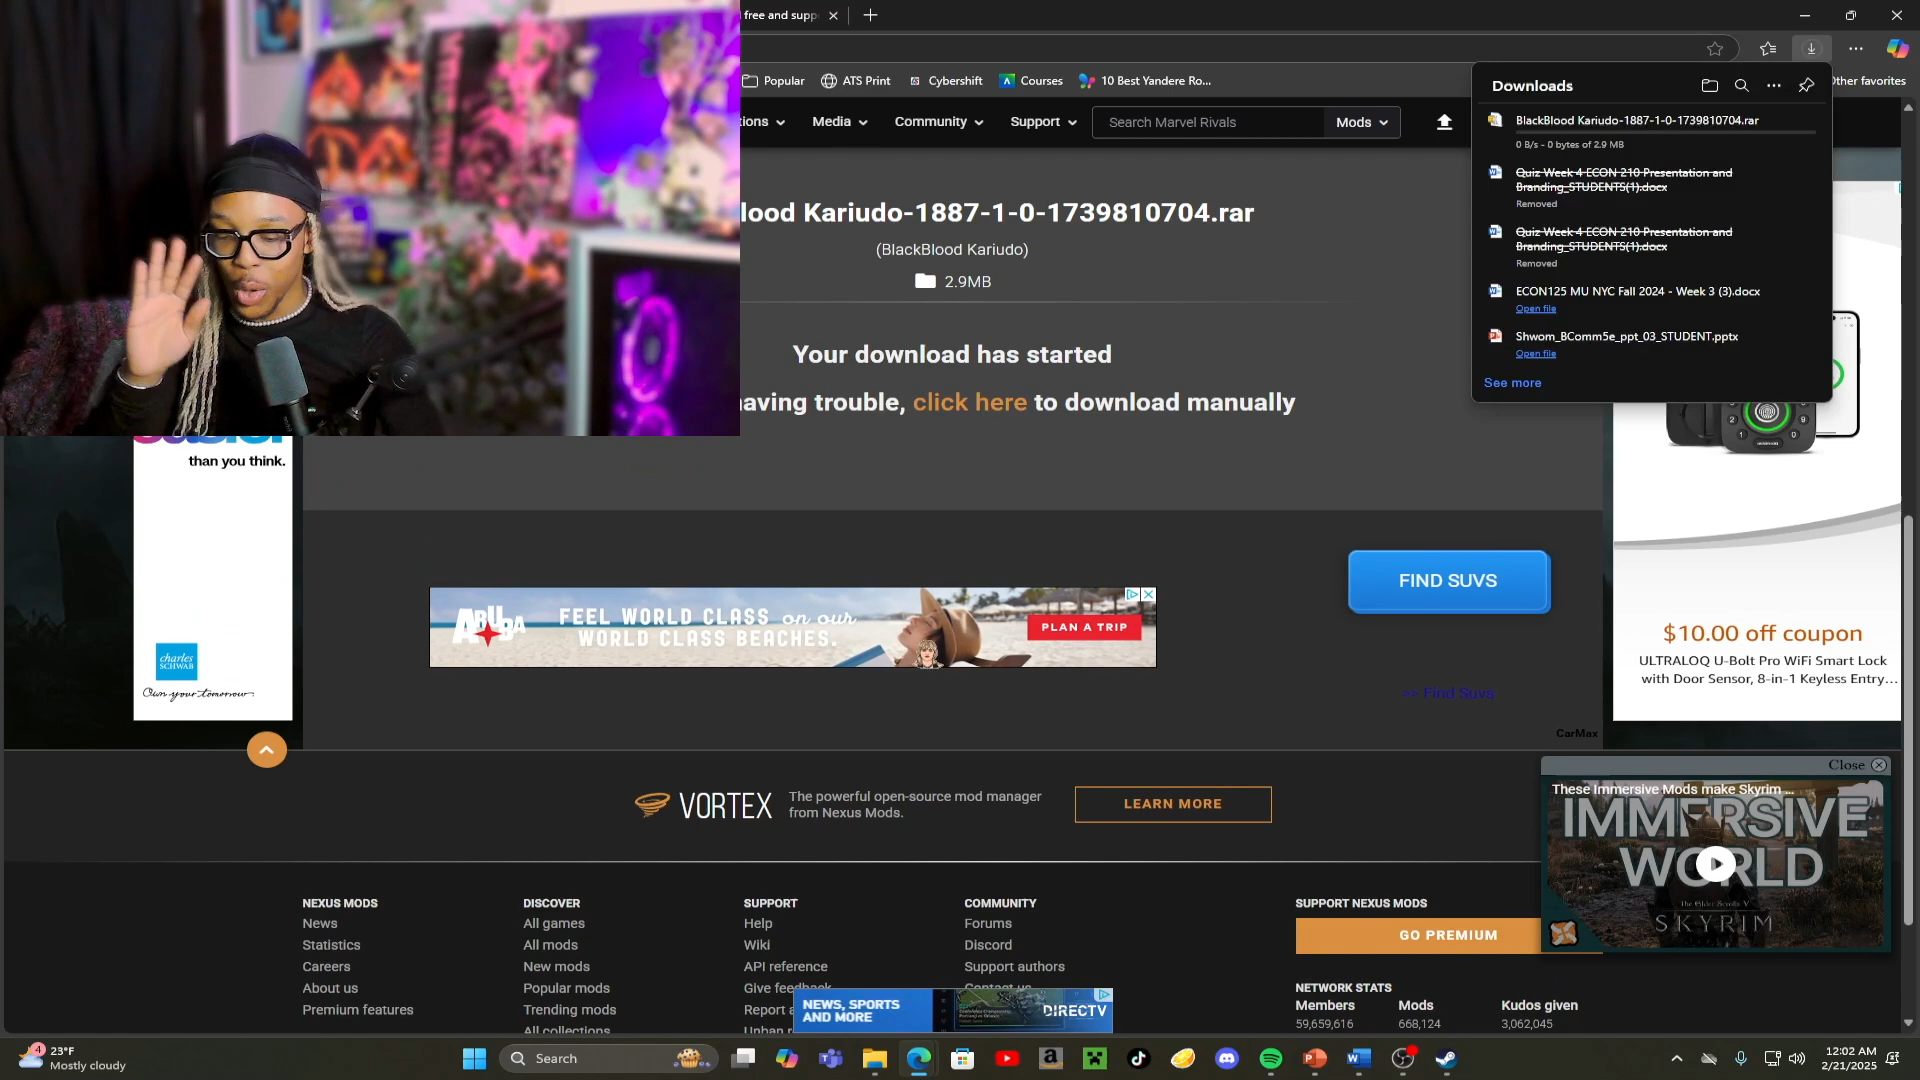 free and supp
Popular
ATS Print
Cybershift
Courses
10 Best Yandere Ro...
Other favorites
ions
Media
Community
Support
Search Marvel Rivals
Mods
Downloads
BlackBlood Kariudo-1887-1-0-1739810704.rar
0 B/s - 0 bytes of 2.9 MB
Quiz Week 4 ECON 210 Presentation and
Branding_STUDENTS(1).docx
Removed
Quiz Week 4 ECON 210 Presentation and
Branding_STUDENTS(1).docx
Removed
ECON125 MU NYC Fall 2024 - Week 3 (3).docx
Open file
Shwom_BComm5e_ppt_03_STUDENT.pptx
Open file
See more
lood Kariudo-1887-1-0-1739810704.rar
(BlackBlood Kariudo)
2.9MB
Your download has started
aving trouble, click here to download manually
than you think.
charles
SCHWAB
Own your tomorrow.
ARUBA
FEEL WORLD CLASS on our
WORLD CLASS BEACHES.
PLAN A TRIP
FIND SUVS
>> Find Suvs
CarMax
$10.00 off coupon
ULTRALOQ U-Bolt Pro WiFi Smart Lock
with Door Sensor, 8-in-1 Keyless Entry...
VORTEX
The powerful open-source mod manager
from Nexus Mods.
LEARN MORE
Close
These Immersive Mods make Skyrim ...
IMMERSIVE
WORLD
The Elder Scrolls V
SKYRIM
NEXUS MODS
News
Statistics
Careers
About us
Premium features
DISCOVER
All games
All mods
New mods
Popular mods
Trending mods
All collections
SUPPORT
Help
Wiki
API reference
Give feedback
Report a
Unban r
COMMUNITY
Forums
Discord
Support authors
Contact us
SUPPORT NEXUS MODS
GO PREMIUM
NETWORK STATS
Members
59,659,616
Mods
668,124
Kudos given
3,062,045
NEWS, SPORTS
AND MORE
DIRECTV
4
23°F
Mostly cloudy
Search
12:02 AM
2/21/2025